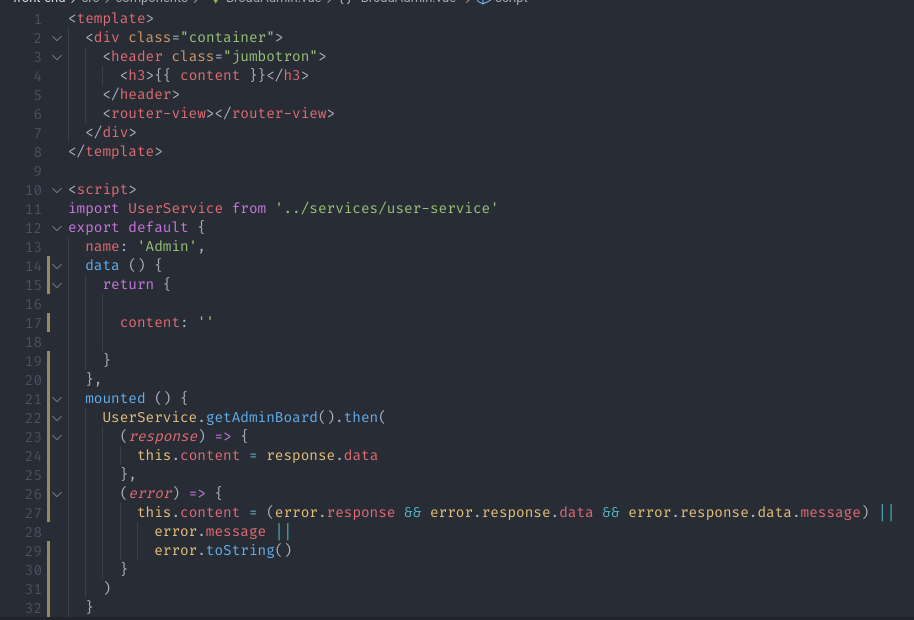 front-end > src > components > BroadAdmin.vue > {} "BroadAdmin.vue" > script
1 <template>
2 <div class="container">
3 <header class="jumbotron">
4 <h3>{{ content }}</h3>
5 </header>
6 <router-view></router-view>
7 </div>
8 </template>
9
10 <script>
11 import UserService from '../services/user-service'
12 export default {
13 name: 'Admin',
14 data () {
15 return {
16
17 content: ''
18
19 }
20 },
21 mounted () {
22 UserService.getAdminBoard().then(
23 (response) => {
24 this.content = response.data
25 },
26 (error) => {
27 this.content = (error.response && error.response.data && error.response.data.message) ||
28 error.message ||
29 error.toString()
30 }
31 )
32 }